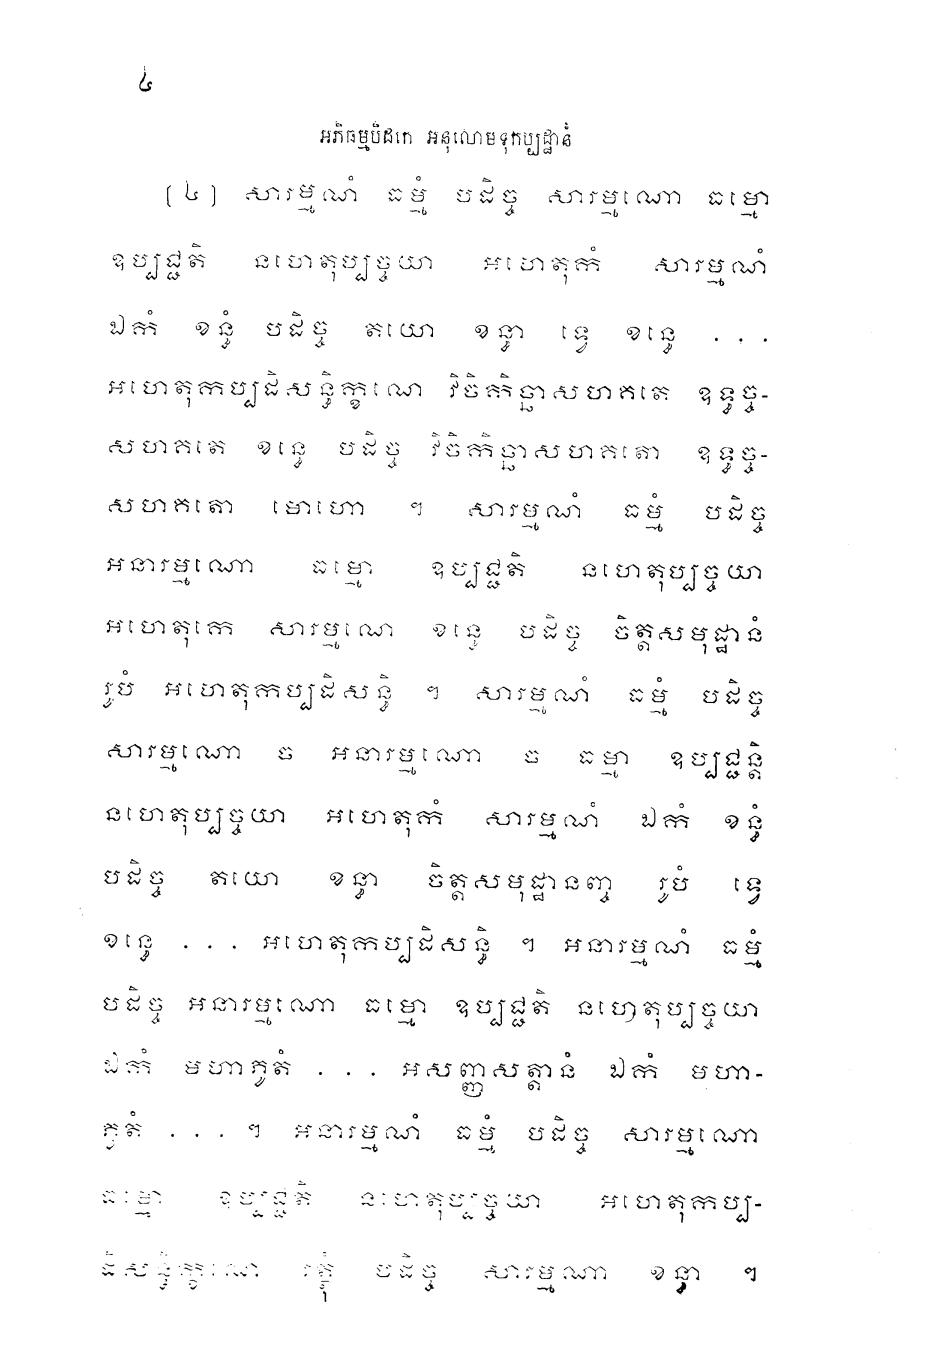 ៤
អភិធម្មបិដកេ អនុលោមទុកប្បដ្ឋានំ
[៤] សារម្មណំ ធម្មំ បដិច្ច សារម្មណោ ធម្មោ
ឧប្បជ្ជតិ នហេតុប្បច្ចយា អហេតុកំ សារម្មណំ
ឯកំ ខន្ធំ បដិច្ច តយោ ខន្ធា ទ្វេ ខន្ធេ ...
អហេតុកប្បដិសន្ធិក្ខណេ វិចិកិច្ឆាសហគតេ ឧទ្ធច្ច-
សហគតេ ខន្ធេ បដិច្ច វិចិកិច្ឆាសហគតោ ឧទ្ធច្ច-
សហគតោ មោហោ ។ សារម្មណំ ធម្មំ បដិច្ច
អនារម្មណោ ធម្មោ ឧប្បជ្ជតិ នហេតុប្បច្ចយា
អហេតុកេ សារម្មណេ ខន្ធេ បដិច្ច ចិត្តសមុដ្ឋានំ
រូបំ អហេតុកប្បដិសន្ធិ ។ សារម្មណំ ធម្មំ បដិច្ច
សារម្មណោ ច អនារម្មណោ ច ធម្មា ឧប្បជ្ជន្តិ
នហេតុប្បច្ចយា អហេតុកំ សារម្មណំ ឯកំ ខន្ធំ
បដិច្ច តយោ ខន្ធា ចិត្តសមុដ្ឋានញ្ច រូបំ ទ្វេ
ខន្ធេ ... អហេតុកប្បដិសន្ធិ ។ អនារម្មណំ ធម្មំ
បដិច្ច អនារម្មណោ ធម្មោ ឧប្បជ្ជតិ នហេតុប្បច្ចយា
ឯកំ មហាភូតំ ... អសញ្ញសត្តានំ ឯកំ មហា-
ភូតំ ... ។ អនារម្មណំ ធម្មំ បដិច្ច សារម្មណោ
ធម្មោ ឧប្បជ្ជតិ នហេតុប្បច្ចយា អហេតុកប្ប-
ដិសន្ធិក្ខណេ វត្ថុំ បដិច្ច សារម្មណា ខន្ធា ។